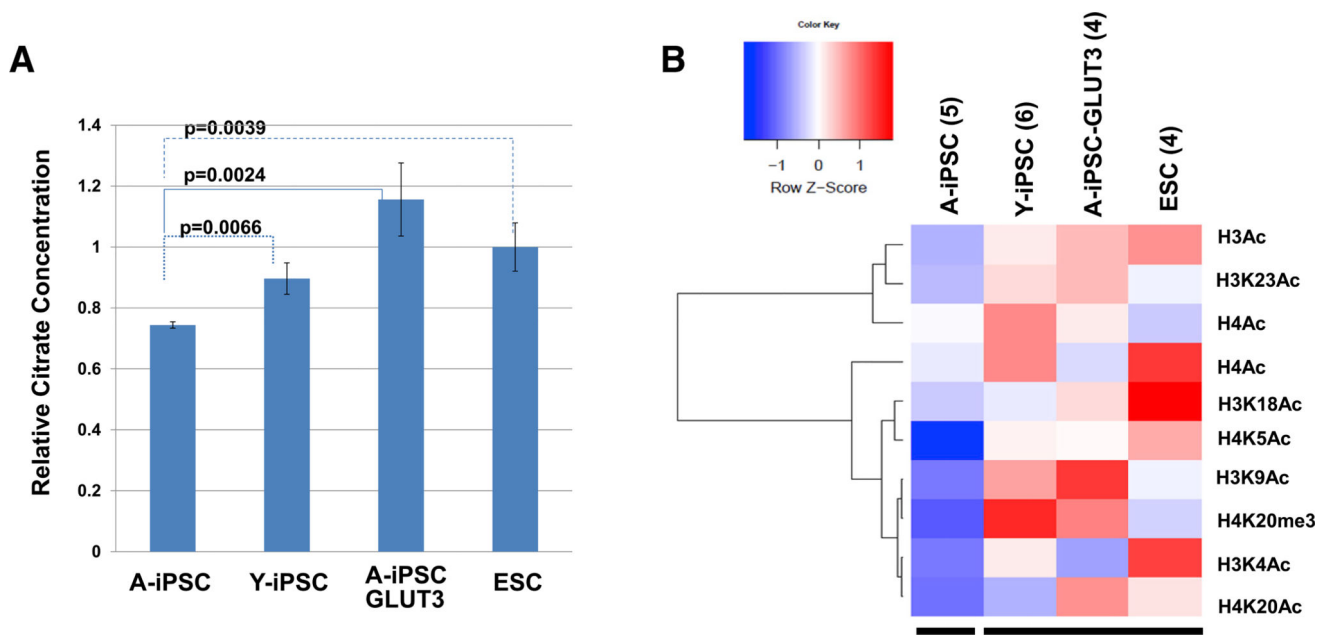 A
Relative Citrate Concentration
1.4
1.2
1
0.8
0.6
0.4
0.2
0
p=0.0039
p=0.0024
p=0.0066
A-iPSC
Y-iPSC
A-iPSC
GLUT3
ESC
B
Color Key
−1
0
1
Row Z−Score
A-iPSC (5)
Y-iPSC (6)
A-iPSC-GLUT3 (4)
ESC (4)
H3Ac
H3K23Ac
H4Ac
H4Ac
H3K18Ac
H4K5Ac
H3K9Ac
H4K20me3
H3K4Ac
H4K20Ac